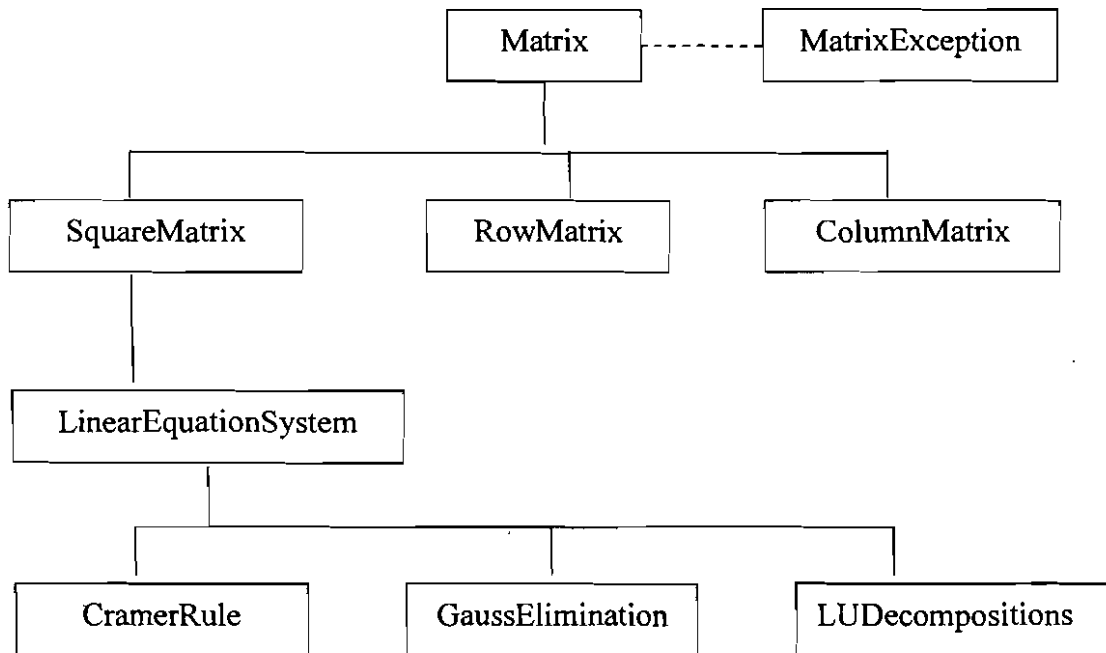 Matrix
MatrixException
SquareMatrix
RowMatrix
ColumnMatrix
LinearEquationSystem
CramerRule
GaussElimination
LUDecompositions